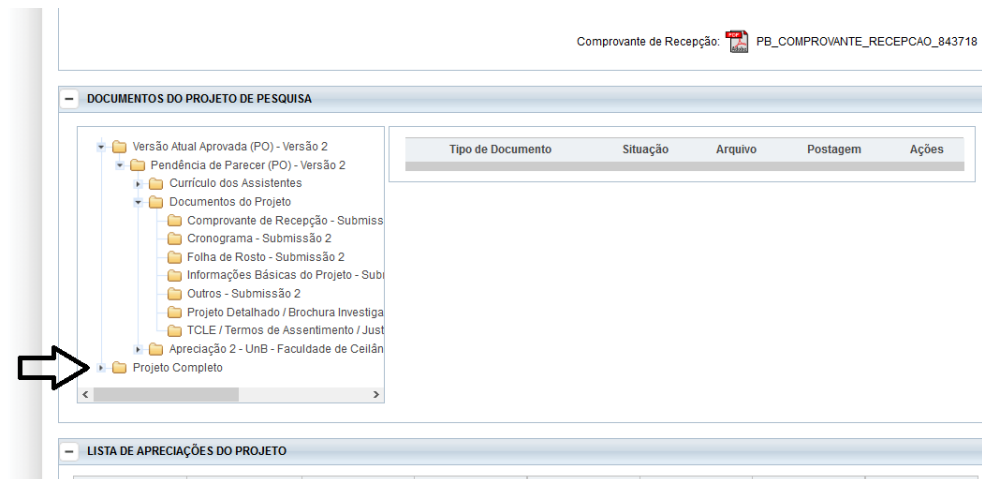 Comprovante de Recepção: PB_COMPROVANTE_RECEPCAO_843718
DOCUMENTOS DO PROJETO DE PESQUISA
Versão Atual Aprovada (PO) - Versão 2
Pendência de Parecer (PO) - Versão 2
Currículo dos Assistentes
Documentos do Projeto
Comprovante de Recepção - Submiss
Cronograma - Submissão 2
Folha de Rosto - Submissão 2
Informações Básicas do Projeto - Subi
Outros - Submissão 2
Projeto Detalhado / Brochura Investiga
TCLE / Termos de Assentimento / Just
Apreciação 2 - UnB - Faculdade de Ceilân
Projeto Completo
Tipo de Documento Situação Arquivo Postagem Ações
LISTA DE APRECIAÇÕES DO PROJETO